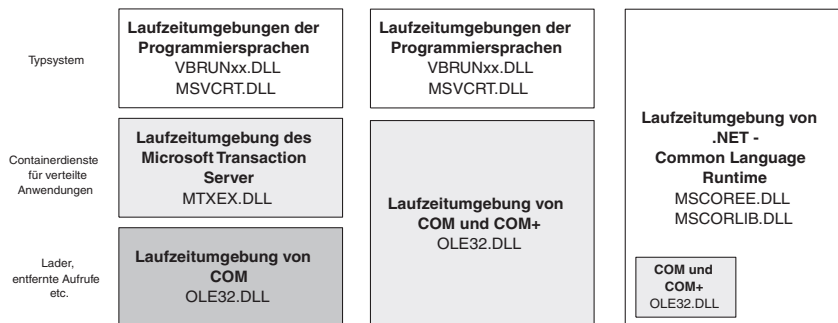 Typsystem
Laufzeitumgebungen der
Programmiersprachen
VBRUNxx.DLL
MSVCRT.DLL
Laufzeitumgebungen der
Programmiersprachen
VBRUNxx.DLL
MSVCRT.DLL
Containerdienste
für verteilte
Anwendungen
Laufzeitumgebung des
Microsoft Transaction
Server
MTXEX.DLL
Laufzeitumgebung von
COM und COM+
OLE32.DLL
Laufzeitumgebung von
.NET -
Common Language
Runtime
MSCOREE.DLL
MSCORLIB.DLL
Lader,
entfernte Aufrufe
etc.
Laufzeitumgebung von
COM
OLE32.DLL
COM und
COM+
OLE32.DLL